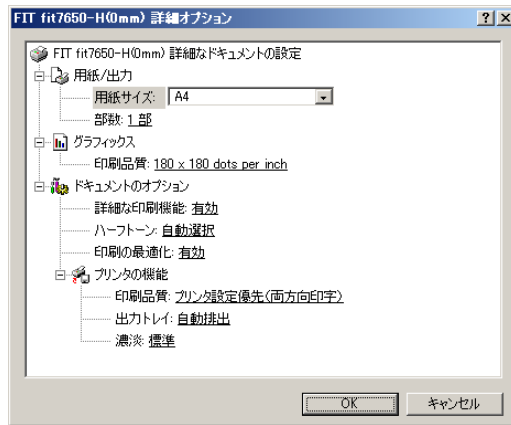 FIT fit7650-H(0mm) 詳細オプション
FIT fit7650-H(0mm) 詳細なドキュメントの設定
用紙/出力
用紙サイズ: A4
部数: 1 部
グラフィックス
印刷品質: 180 x 180 dots per inch
ドキュメントのオプション
詳細な印刷機能: 有効
ハーフトーン: 自動選択
印刷の最適化: 有効
プリンタの機能
印刷品質: プリンタ設定優先(両方向印字)
出力トレイ: 自動排出
濃淡: 標準
OK キャンセル